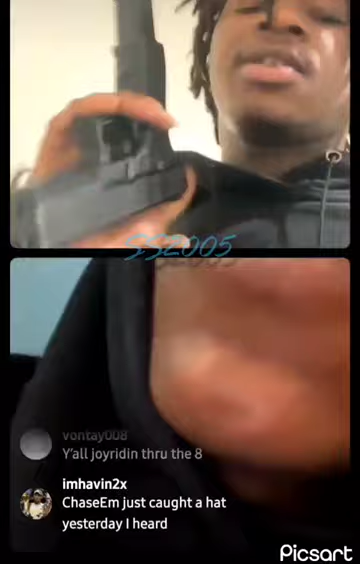 SS2005
vontay008
Y'all joyridin thru the 8
imhavin2x
ChaseEm just caught a hat
yesterday I heard
Picsart